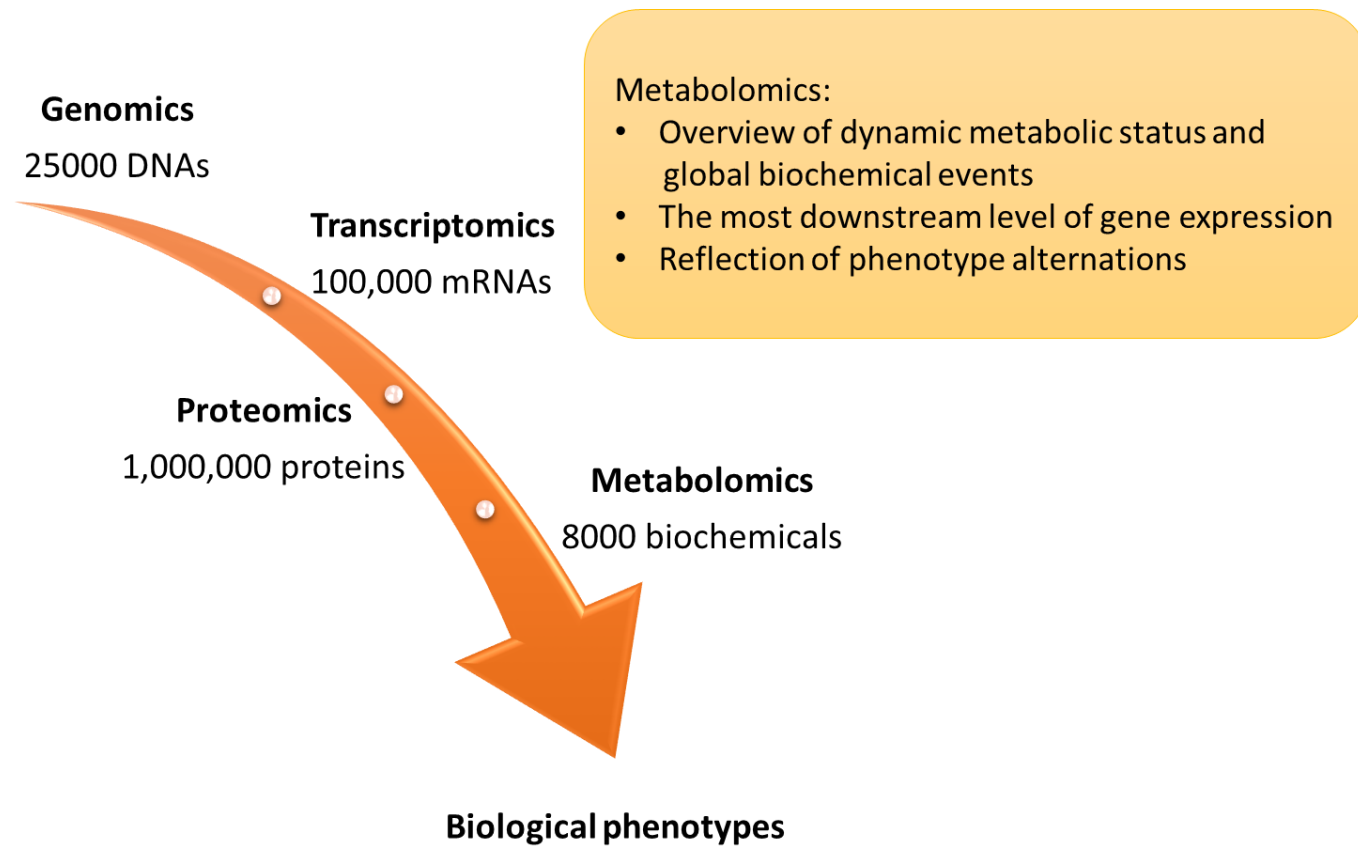 Genomics
25000 DNAs
Transcriptomics
100,000 mRNAs
Proteomics
1,000,000 proteins
Metabolomics
8000 biochemicals
Biological phenotypes
Metabolomics:
• Overview of dynamic metabolic status and
global biochemical events
• The most downstream level of gene expression
• Reflection of phenotype alternations